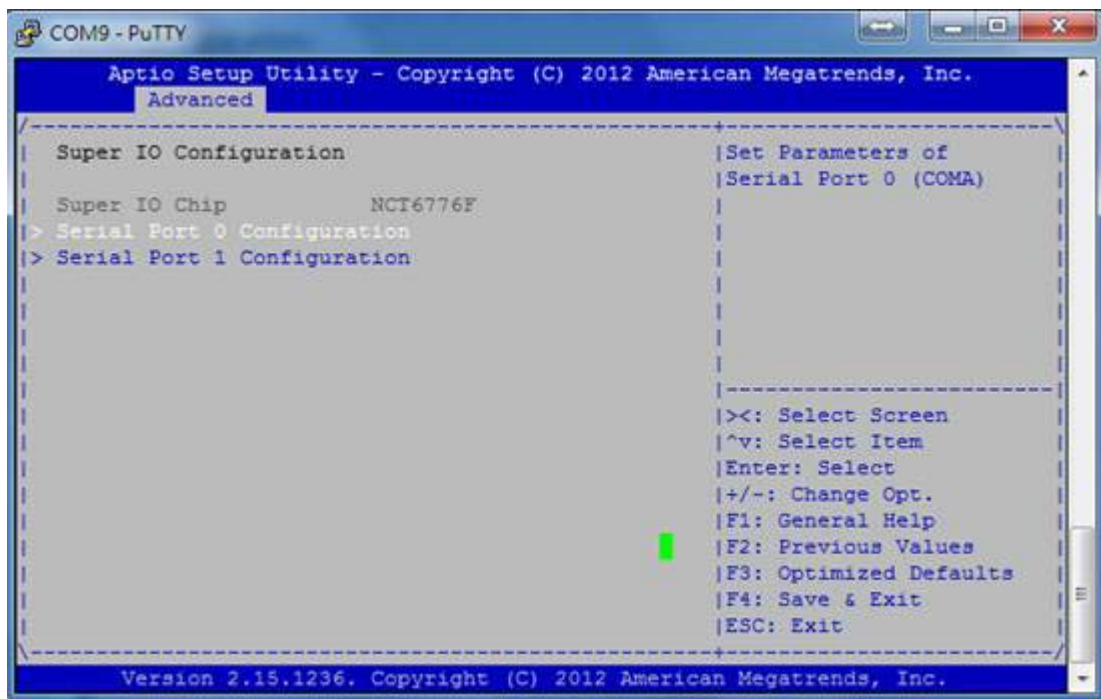 COM9 - PuTTY
Aptio Setup Utility - Copyright (C) 2012 American Megatrends, Inc.
Advanced
Super IO Configuration
Super IO Chip NCT6776F
> Serial Port 0 Configuration
> Serial Port 1 Configuration
Set Parameters of
Serial Port 0 (COMA)
><: Select Screen
^v: Select Item
Enter: Select
+/-: Change Opt.
F1: General Help
F2: Previous Values
F3: Optimized Defaults
F4: Save & Exit
ESC: Exit
Version 2.15.1236. Copyright (C) 2012 American Megatrends, Inc.